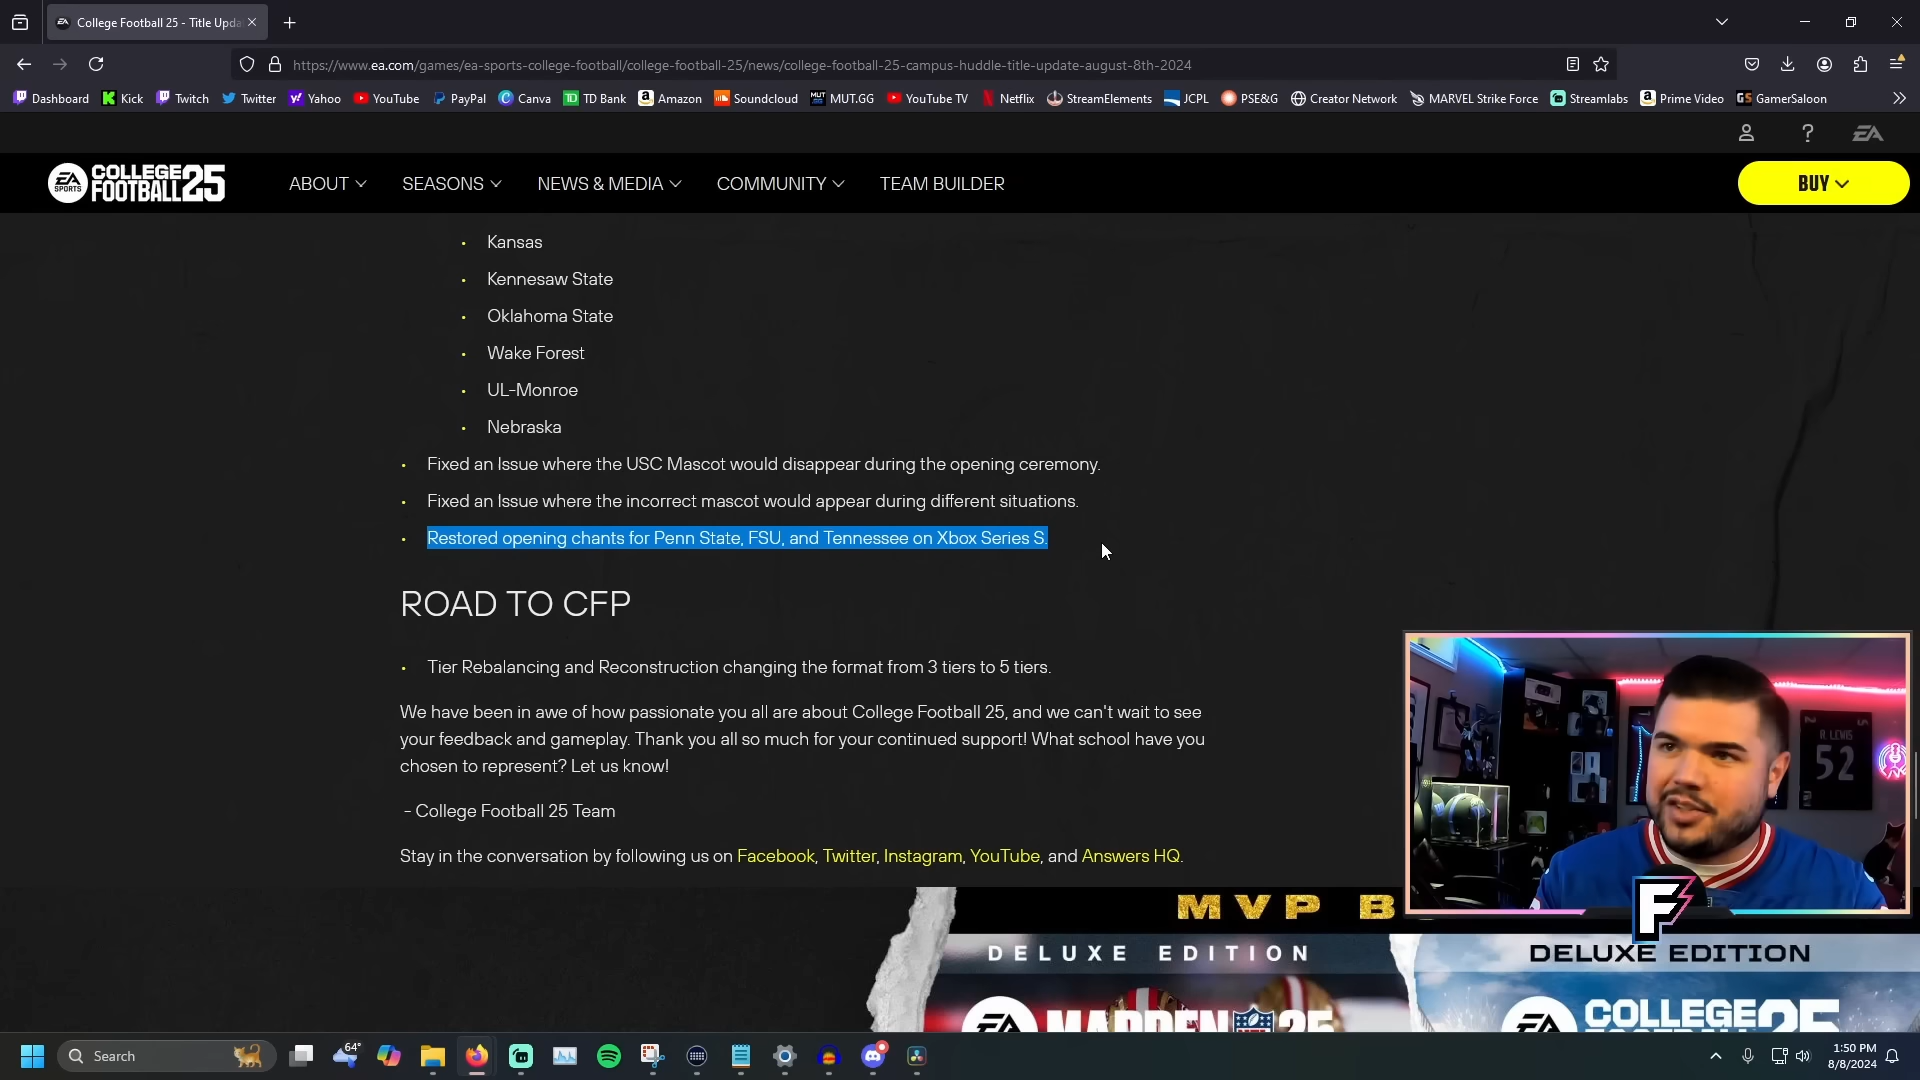 College Football 25 - Title Upda
https://www.ea.com/games/ea-sports-college-football/college-football-25/news/college-football-25-campus-huddle-title-update-august-8th-2024
Dashboard Kick Twitch Twitter Yahoo YouTube PayPal Canva TD Bank Amazon Soundcloud MUT.GG YouTube TV Netflix StreamElements JCPL PSE&G Creator Network MARVEL Strike Force Streamlabs Prime Video GamerSaloon
EA SPORTS COLLEGE FOOTBALL 25 ABOUT SEASONS NEWS & MEDIA COMMUNITY TEAM BUILDER BUY
• Kansas
• Kennesaw State
• Oklahoma State
• Wake Forest
• UL-Monroe
• Nebraska
• Fixed an Issue where the USC Mascot would disappear during the opening ceremony.
• Fixed an Issue where the incorrect mascot would appear during different situations.
• Restored opening chants for Penn State, FSU, and Tennessee on Xbox Series S.
ROAD TO CFP
• Tier Rebalancing and Reconstruction changing the format from 3 tiers to 5 tiers.
We have been in awe of how passionate you all are about College Football 25, and we can't wait to see
your feedback and gameplay. Thank you all so much for your continued support! What school have you
chosen to represent? Let us know!
- College Football 25 Team
Stay in the conversation by following us on Facebook, Twitter, Instagram, YouTube, and Answers HQ.
R. LEWIS
52
F
MVP B
DELUXE EDITION
DELUXE EDITION
EA MADDEN NFL 25
EA COLLEGE 25
Search
64°
1:50 PM
8/8/2024